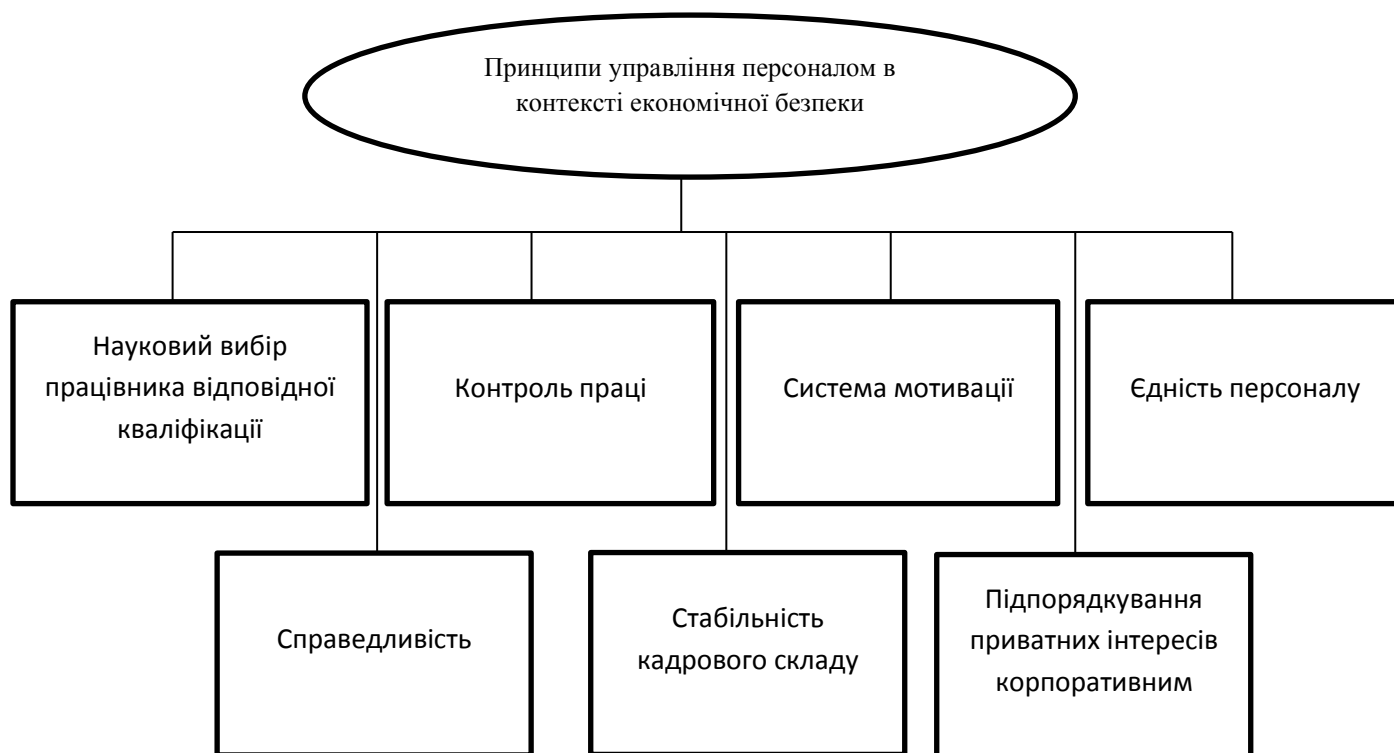 Принципи управління персоналом в
контексті економічної безпеки
Науковий вибір
працівника відповідної
кваліфікації
Контроль праці
Система мотивації
Єдність персоналу
Справедливість
Стабільність
кадрового складу
Підпорядкування
приватних інтересів
корпоративним